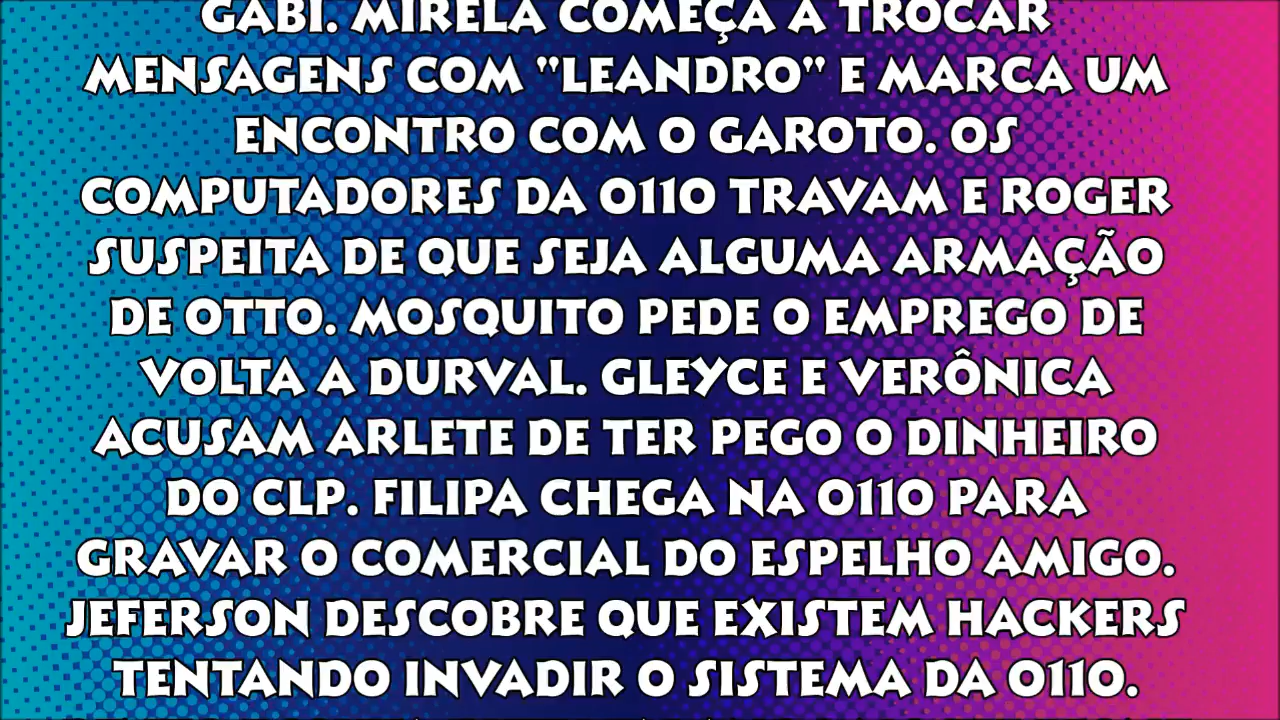 GABI. MIRELA COMEÇA A TROCAR
MENSAGENS COM "LEANDRO" E MARCA UM
ENCONTRO COM O GAROTO. OS
COMPUTADORES DA 0110 TRAVAM E ROGER
SUSPEITA DE QUE SEJA ALGUMA ARMAÇÃO
DE OTTO. MOSQUITO PEDE O EMPREGO DE
VOLTA A DURVAL. GLEYCE E VERÔNICA
ACUSAM ARLETE DE TER PEGO O DINHEIRO
DO CLP. FILIPA CHEGA NA 0110 PARA
GRAVAR O COMERCIAL DO ESPELHO AMIGO.
JEFERSON DESCOBRE QUE EXISTEM HACKERS
TENTANDO INVADIR O SISTEMA DA 0110.